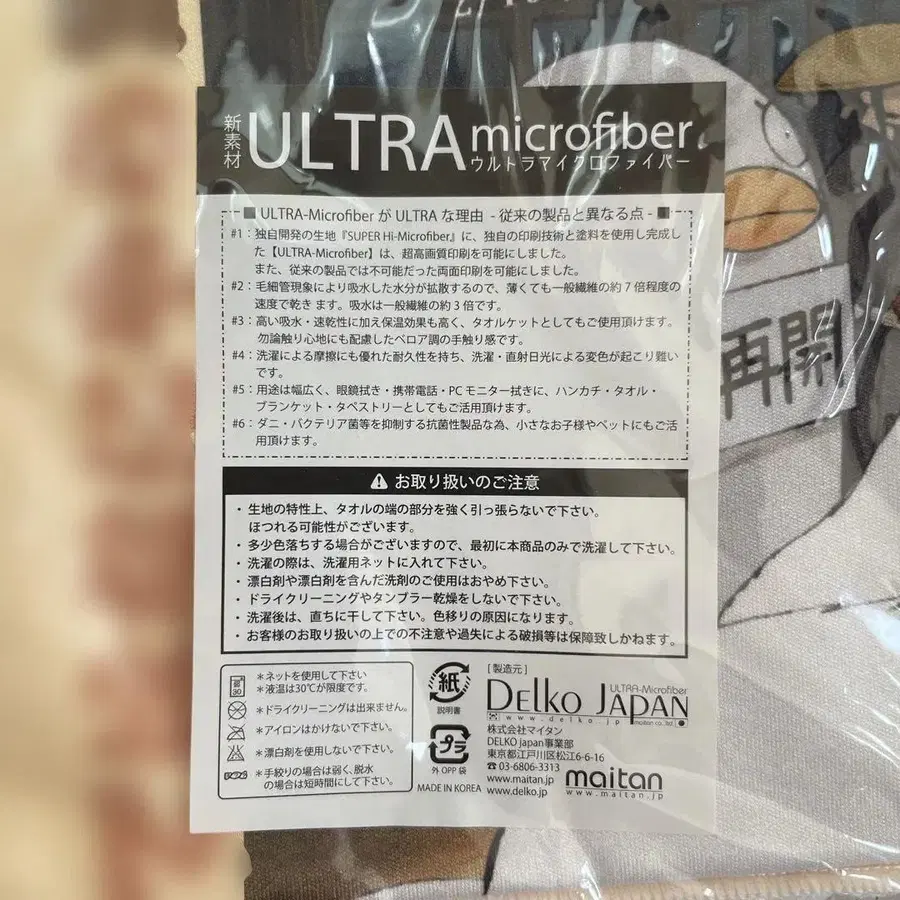 新素材 ULTRA microfiber
ウルトラマイクロファイバー
■ ULTRA-Microfiber が ULTRA な理由 - 従来の製品と異なる点 - ■
#1：独自開発の生地『SUPER Hi-Microfiber』に、独自の印刷技術と塗料を使用し完成し
た【ULTRA-Microfiber】は、超高画質印刷を可能にしました。
また、従来の製品では不可能だった両面印刷を可能にしました。
#2：毛細管現象により吸水した水分が拡散するので、薄くても一般繊維の約 7 倍程度の
速度で乾きます。吸水は一般繊維の約 3 倍です。
#3：高い吸水・速乾性に加え保温効果も高く、タオルケットとしてもご使用頂けます。
勿論触り心地にも配慮したベロア調の手触り感です。
#4：洗濯による摩擦にも優れた耐久性を持ち、洗濯・直射日光による変色が起こり難い
です。
#5：用途は幅広く、眼鏡拭き・携帯電話・PC モニター拭きに、ハンカチ・タオル・
ブランケット・タペストリーとしてもご活用頂けます。
#6：ダニ・バクテリア菌等を抑制する抗菌性製品な為、小さなお子様やペットにもご活
用頂けます。
再開
お取り扱いのご注意
・生地の特性上、タオルの端の部分を強く引っ張らないで下さい。
ほつれる可能性がございます。
・多少色落ちする場合がございますので、最初に本商品のみで洗濯して下さい。
・洗濯の際は、洗濯用ネットに入れて下さい。
・漂白剤や漂白剤を含んだ洗剤のご使用はおやめ下さい。
・ドライクリーニングやタンブラー乾燥をしないで下さい。
・洗濯後は、直ちに干して下さい。色移りの原因になります。
・お客様のお取り扱いの上での不注意や過失による破損等は保障致しかねます。
＊ネットを使用して下さい
＊液温は30℃が限度です。
30
＊ドライクリーニングは出来ません。
＊アイロンはかけないで下さい。
＊漂白剤を使用しないで下さい。
＊手絞りの場合は弱く、脱水
の場合は短時間にして下さい。
紙
説明書
プラ
外 OPP 袋
MADE IN KOREA
[ 製造元 ]
ULTRA-Microfiber
DELKO JAPAN
www.delko.jp maitan co.,ltd
株式会社マイタン
DELKO japan事業部
東京都江戸川区松江6-6-16
☎ 03-6806-3313
www.maitan.jp
www.delko.jp
maitan
www.maitan.jp